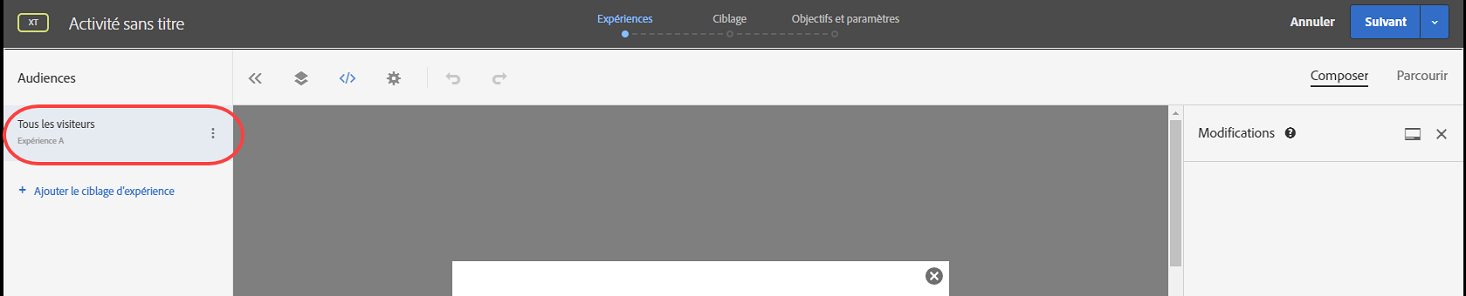 XT Activité sans titre
Expériences Ciblage Objectifs et paramètres
Annuler Suivant
Audiences
Composer Parcourir
Tous les visiteurs
Expérience A
Modifications
+ Ajouter le ciblage d'expérience